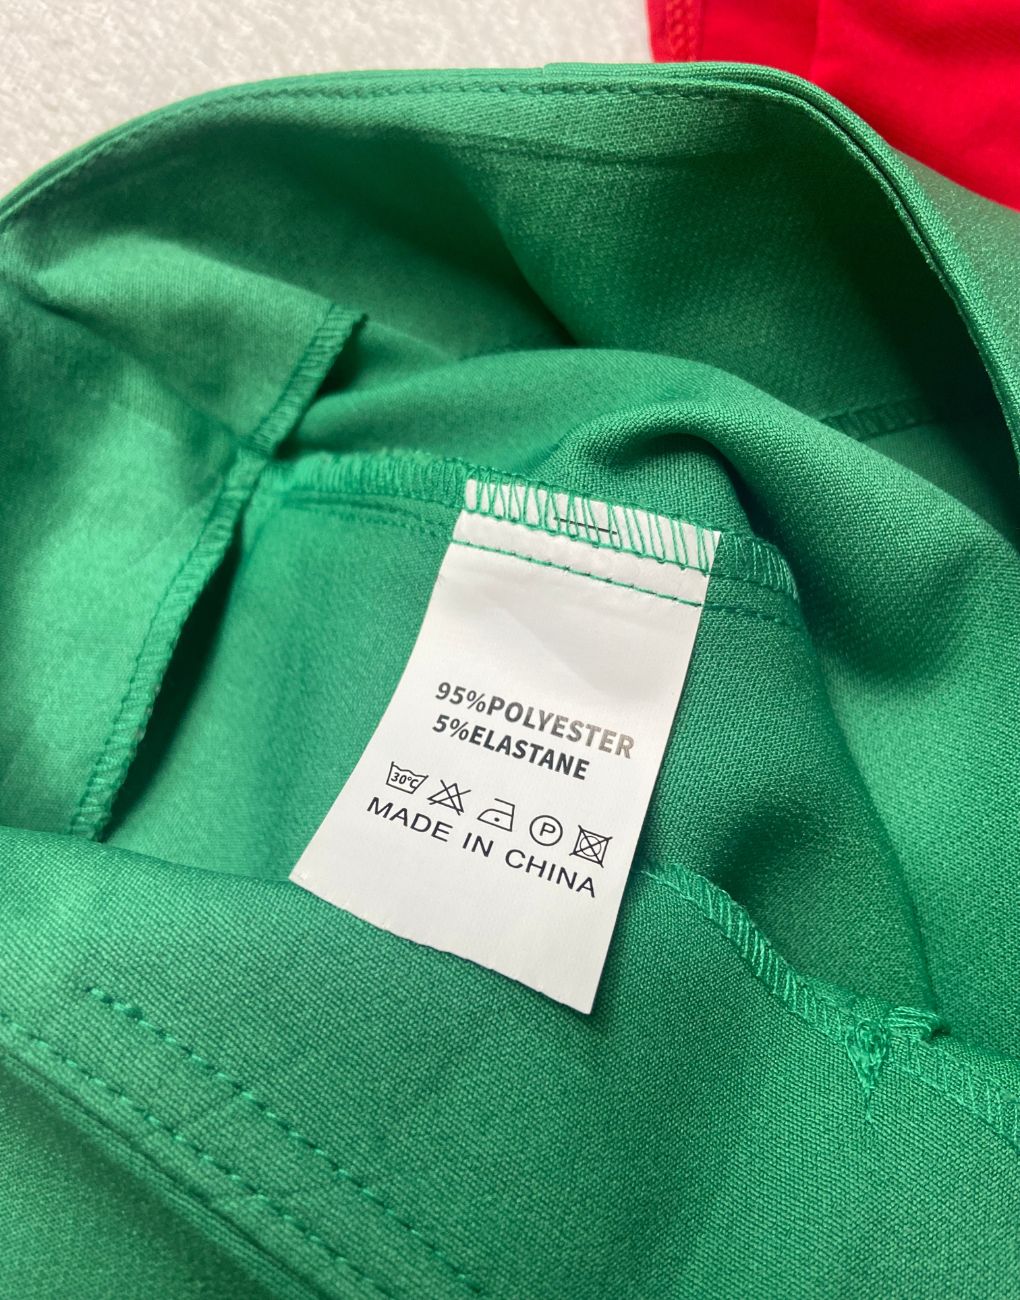 95%POLYESTER
5%ELASTANE
30°C P
MADE IN CHINA